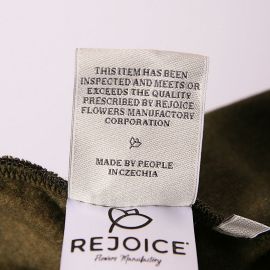 THIS ITEM HAS BEEN
INSPECTED AND MEETS OR
EXCEEDS THE QUALITY
PRESCRIBED BY REJOICE
FLOWERS MANUFACTORY
CORPORATION
MADE BY PEOPLE
IN CZECHIA
REJOICE®
Flowers Manufactory